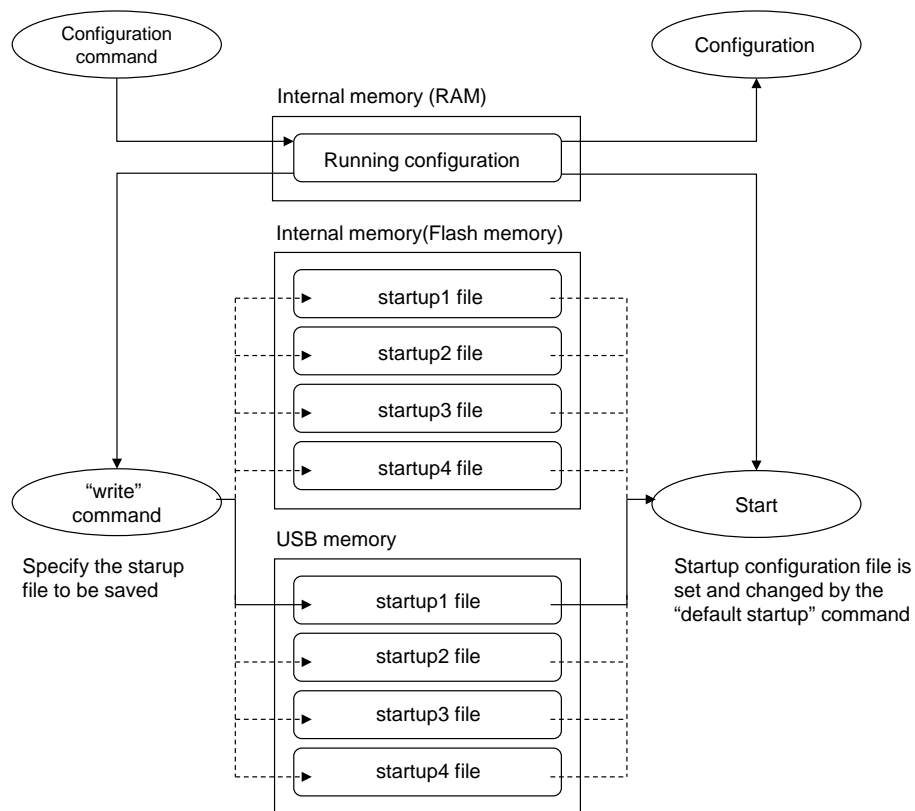 Configuration
command
Configuration
Internal memory (RAM)
Running configuration
Internal memory(Flash memory)
startup1 file
startup2 file
startup3 file
startup4 file
“write”
command
Start
Specify the starup
file to be saved
USB memory
Startup configuration file is
set and changed by the
“default startup” command
startup1 file
startup2 file
startup3 file
startup4 file